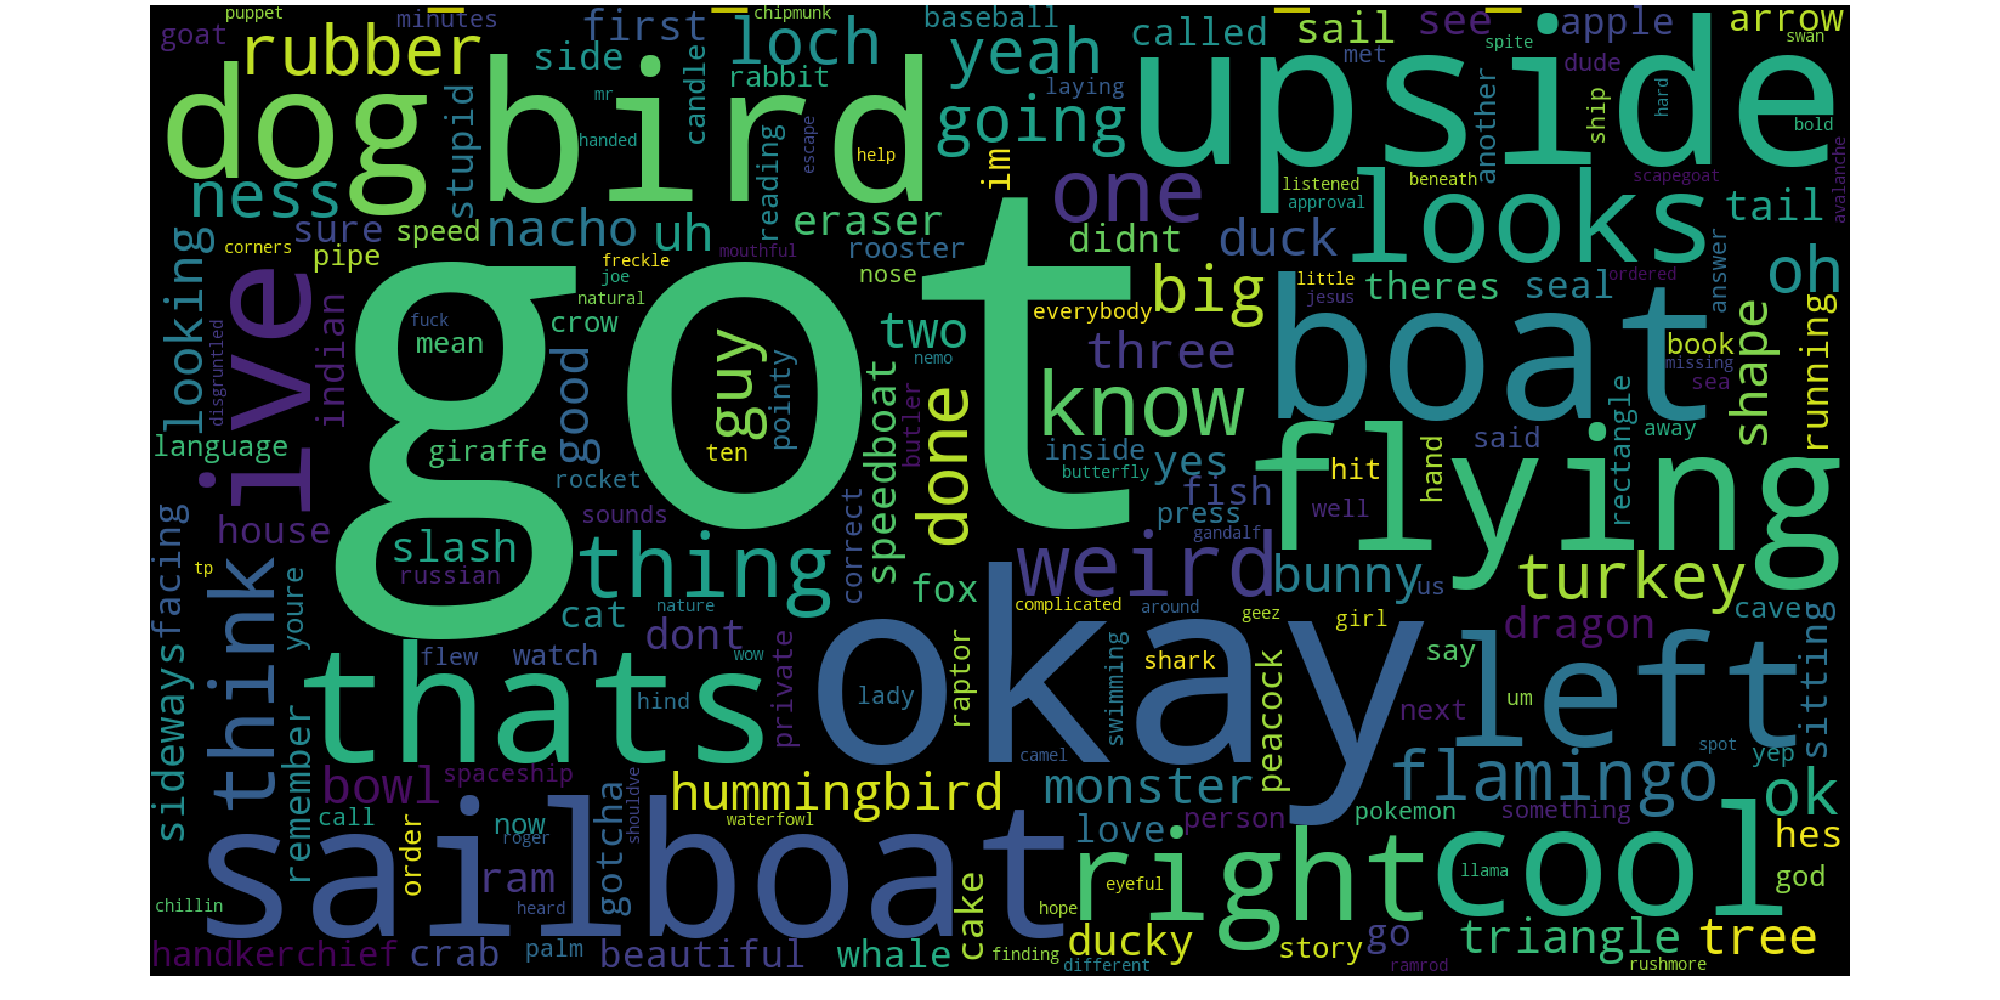 puppet
minutes
first
chipmunk
baseball
called
sail
see
apple
arrow
goat
rubber
side
loch
yeah
met
spite
swan
dude
candle
rabbit
laying
another
hard
ship
dog
bird
mr
going
upside
bold
stupid
handed
escape
help
im
reading
listened
beneath
scapegoat
avalanche
approval
ness
one
looks
tail
sure
speed
nacho
uh
eraser
didnt
duck
looking
corners
pipe
freckle
mouthful
rooster
oh
joe
nose
big
little
theres
seal
answer
ordered
jesus
ive
got
indian
natural
everybody
fuck
crow
mean
guy
two
three
boat
book
shape
running
nemo
missing
good
pointy
speedboat
done
know
sea
disgruntled
rectangle
language
giraffe
ten
butler
inside
yes
flying
said
away
butterfly
hit
hand
rocket
fish
house
sounds
correct
press
well
gandalf
slash
thing
weird
tp
russian
fox
bunny
us
turkey
facing
think
youre
cat
nature
complicated
around
geez
girl
dragon
cave
sideways
dont
okay
flew
watch
wow
private
raptor
swimming
shark
say
left
sitting
thats
hind
lady
peacock
next
um
remember
camel
spot
yep
bowl
spaceship
hummingbird
monster
flamingo
ok
call
now
gotcha
shouldve
waterfowl
love
person
pokemon
something
hes
order
roger
sailboat
right
cool
ram
eyeful
llama
god
chillin
heard
cake
hope
handkerchief
crab
palm
beautiful
whale
finding
ducky
different
story
go
triangle
tree
ramrod
rushmore